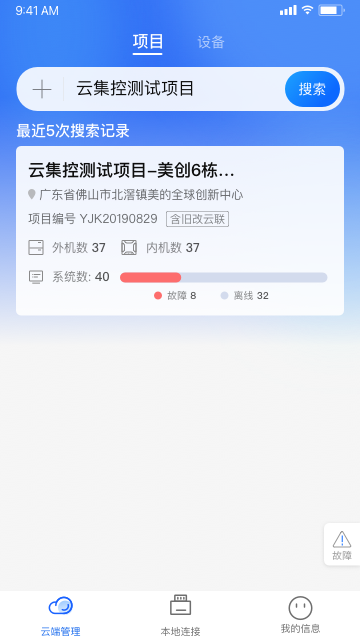 9:41 AM
项目
设备
云集控测试项目
搜索
最近5次搜索记录
云集控测试项目-美创6栋...
广东省佛山市北滘镇美的全球创新中心
项目编号 YJK20190829 含旧改云联
外机数 37 内机数 37
系统数: 40
故障 8 离线 32
故障
云端管理
本地连接
我的信息